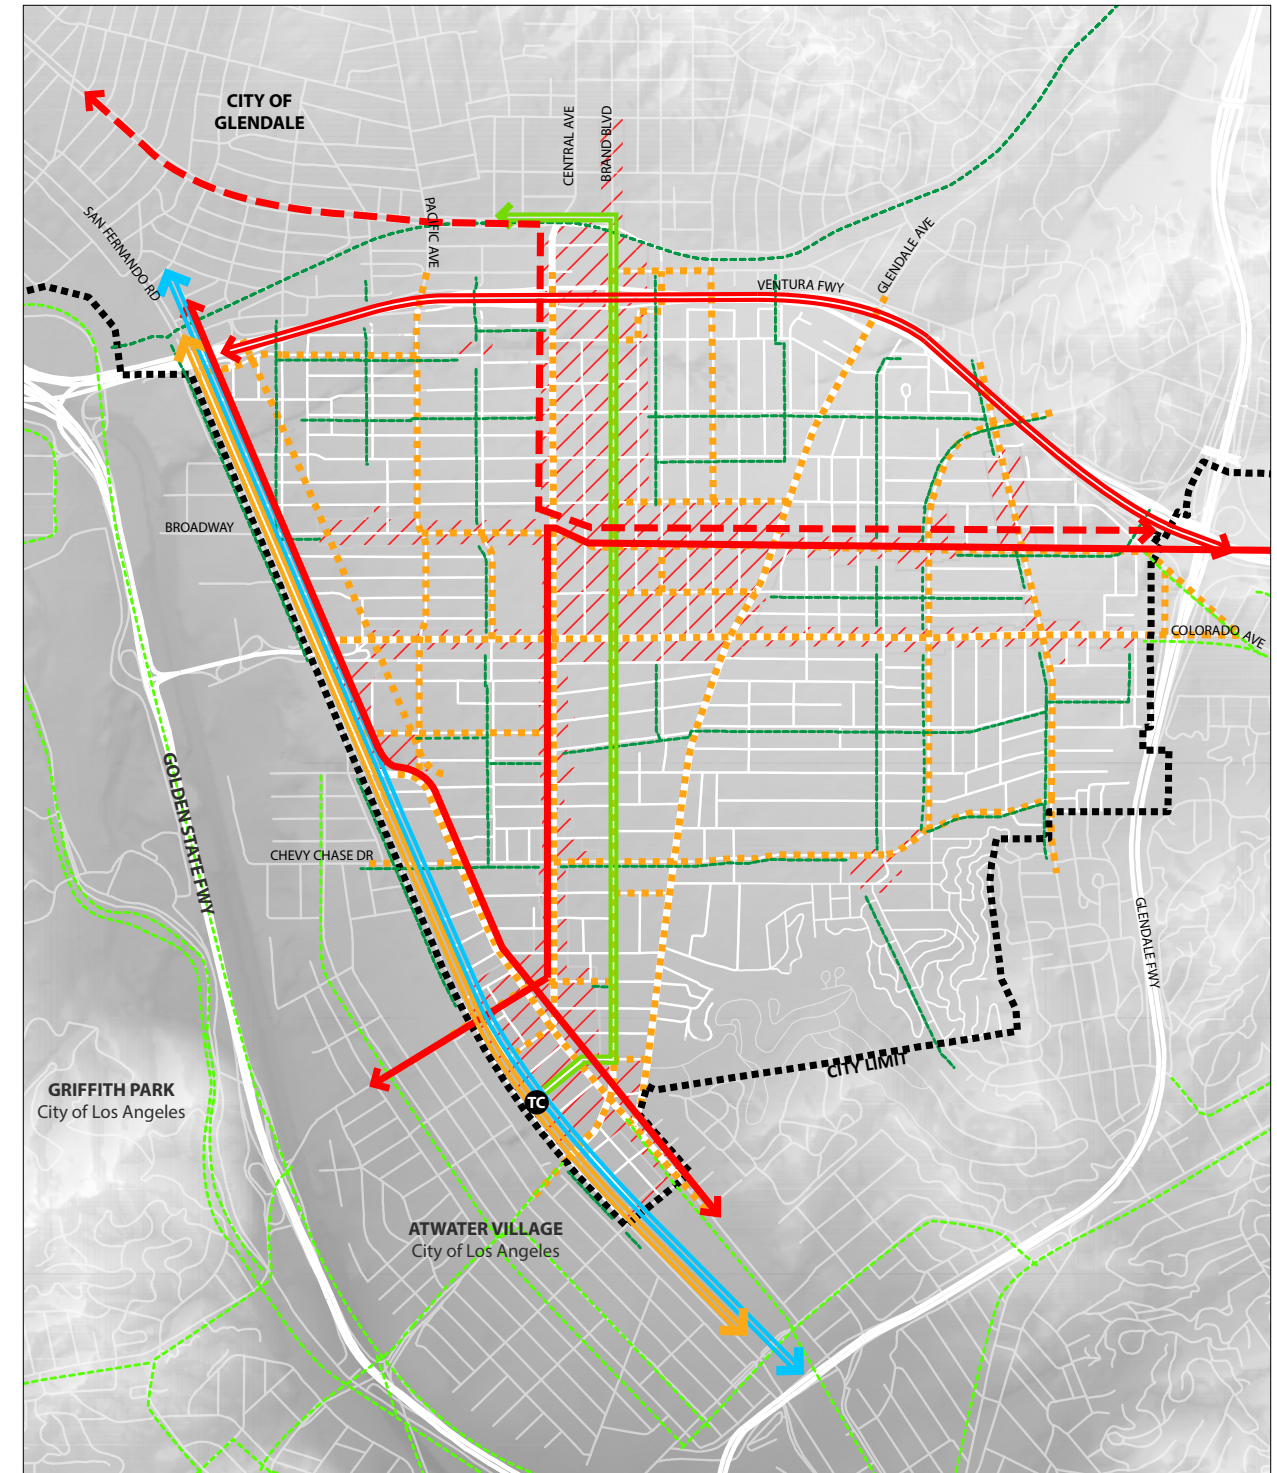 CITY OF
GLENDALE
CENTRAL AVE
BRAND BLVD
PACIFIC AVE
SAN FERNANDO RD
GLENDALE AVE
VENTURA FWY
BROADWAY
COLORADO AVE
GOLDEN STATE FWY
CHEVY CHASE DR
GLENDALE FWY
CITY LIMIT
GRIFFITH PARK
City of Los Angeles
TC
ATWATER VILLAGE
City of Los Angeles